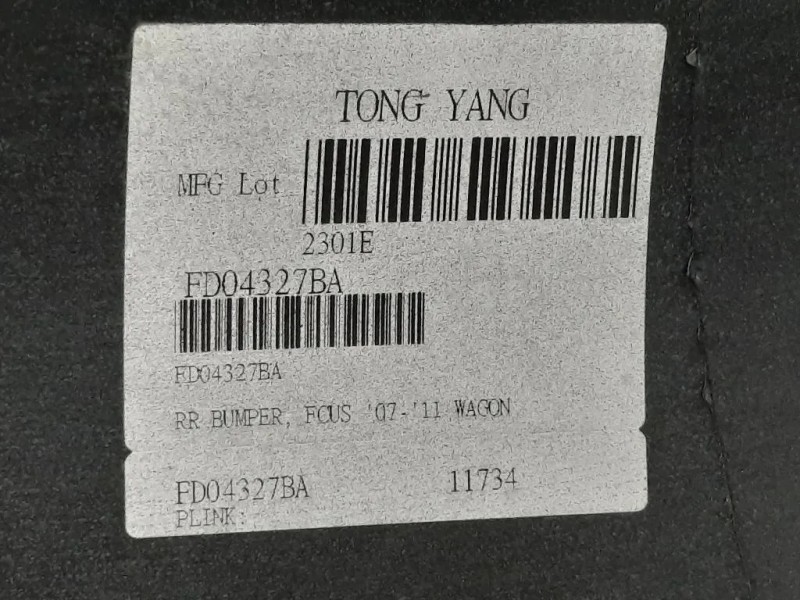 TONG YANG
MFG Lot
2301E
FD04327BA
FD04327BA
RR BUMPER, FCUS '07-'11 WAGON
FD04327BA 11734
PLINK: